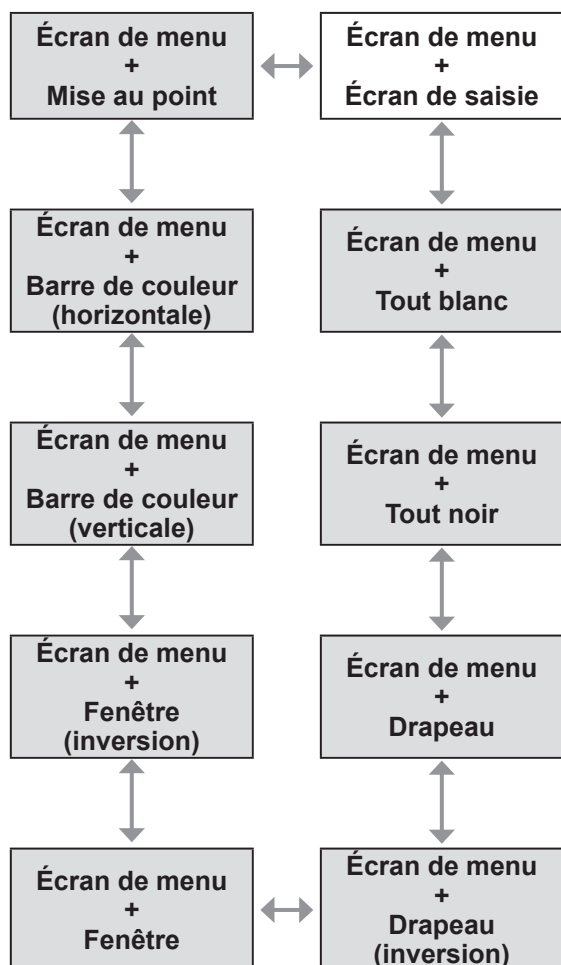 Écran de menu
+
Mise au point
Écran de menu
+
Écran de saisie
Écran de menu
+
Barre de couleur
(horizontale)
Écran de menu
+
Tout blanc
Écran de menu
+
Barre de couleur
(verticale)
Écran de menu
+
Tout noir
Écran de menu
+
Fenêtre
(inversion)
Écran de menu
+
Drapeau
Écran de menu
+
Fenêtre
Écran de menu
+
Drapeau
(inversion)